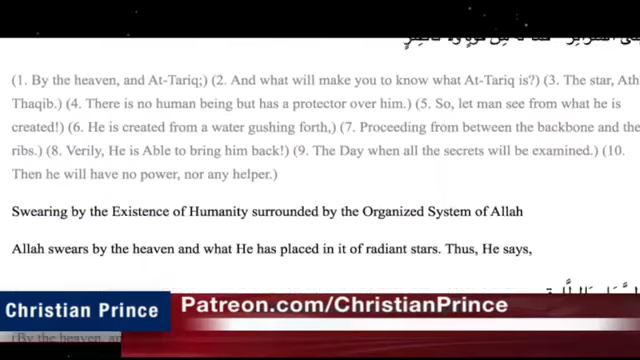 (1. By the heaven, and At-Tariq;) (2. And what will make you to know what At-Tariq is?) (3. The star, Ath
Thaqib.) (4. There is no human being but has a protector over him.) (5. So, let man see from what he is
created!) (6. He is created from a water gushing forth,) (7. Proceeding from between the backbone and the
ribs.) (8. Verily, He is Able to bring him back!) (9. The Day when all the secrets will be examined.) (10.
Then he will have no power, nor any helper.)
Swearing by the Existence of Humanity surrounded by the Organized System of Allah
Allah swears by the heaven and what He has placed in it of radiant stars. Thus, He says,
Christian Prince
Patreon.com/ChristianPrince
(By the heaven, and